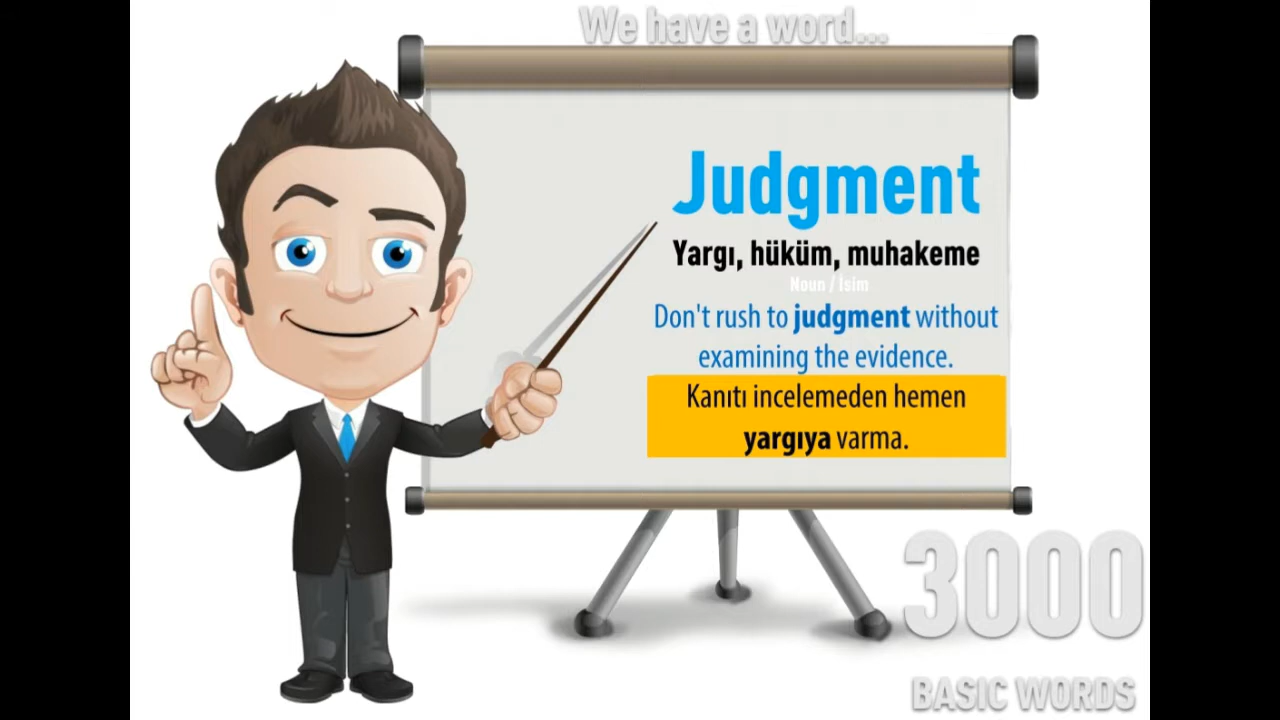 We have a word...
Judgment
Yargı, hüküm, muhakeme
Noun / İsim
Don't rush to judgment without
examining the evidence.
Kanıtı incelemeden hemen
yargıya varma.
3000
BASIC WORDS